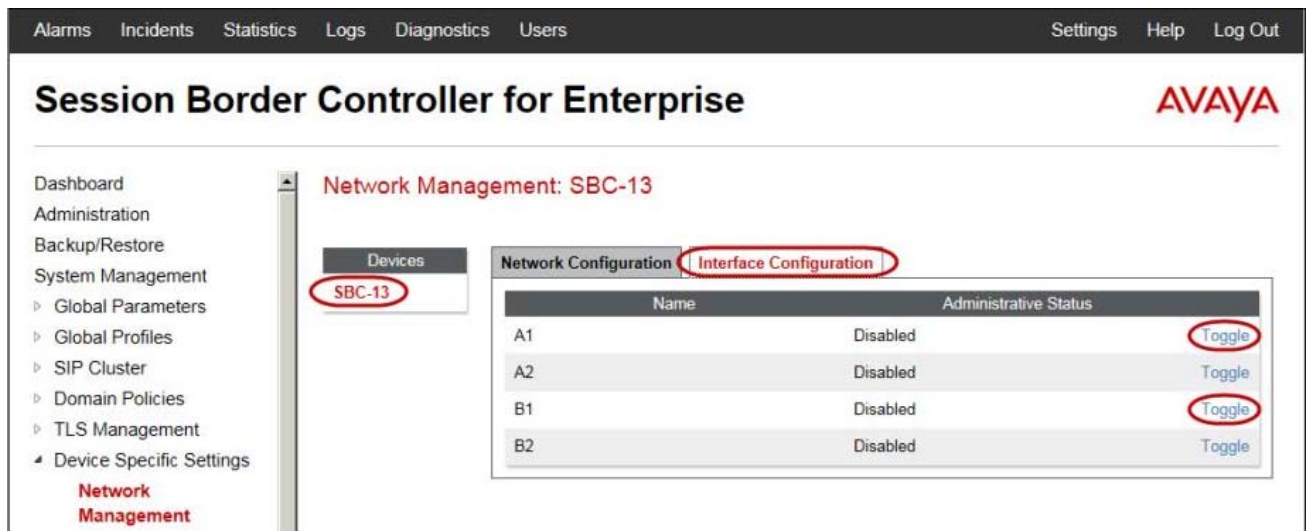 Alarms Incidents Statistics Logs Diagnostics Users Settings Help Log Out
Session Border Controller for Enterprise
AVAYA
Dashboard
Administration
Backup/Restore
System Management
Global Parameters
Global Profiles
SIP Cluster
Domain Policies
TLS Management
Device Specific Settings
Network
Management
Network Management: SBC-13
Devices
SBC-13
Network Configuration Interface Configuration
Name Administrative Status
A1 Disabled Toggle
A2 Disabled Toggle
B1 Disabled Toggle
B2 Disabled Toggle